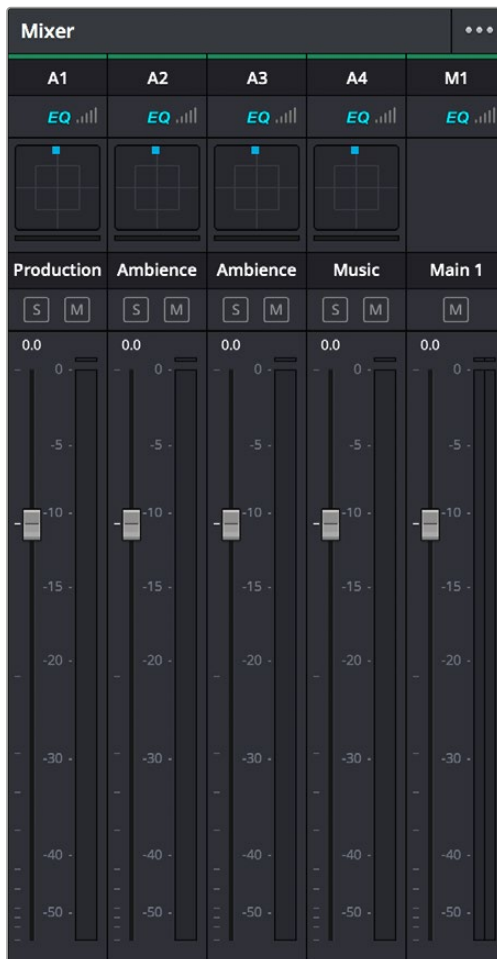 Mixer
A1 A2 A3 A4 M1
EQ EQ EQ EQ EQ
Production Ambience Ambience Music Main 1
S M S M S M S M M
0.0 0.0 0.0 0.0 0.0
0 0 0 0 0
-5 -5 -5 -5 -5
-10 -10 -10 -10 -10
-15 -15 -15 -15 -15
-20 -20 -20 -20 -20
-30 -30 -30 -30 -30
-40 -40 -40 -40 -40
-50 -50 -50 -50 -50